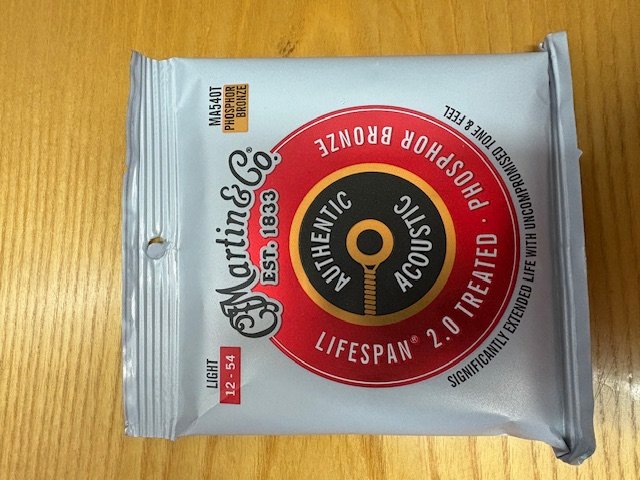 LIGHT
12 - 54
MA540T
PHOSPHOR
BRONZE
CF Martin & Co.®
EST. 1833
AUTHENTIC
ACOUSTIC
LIFESPAN® 2.0 TREATED · PHOSPHOR BRONZE
SIGNIFICANTLY EXTENDED LIFE WITH UNCOMPROMISED TONE & FEEL